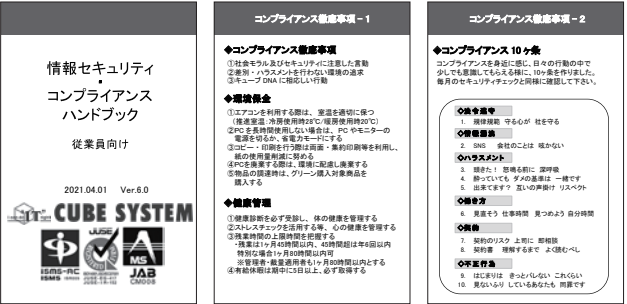 情報セキュリティ
・
コンプライアンス
ハンドブック
従業員向け
2021.04.01 Ver.6.0
CUBE SYSTEM
ISMS-AC
JUSE
AMS
JAB
CM008
コンプライアンス徹底事項 - 1
◆コンプライアンス徹底事項
①社会モラル及びセキュリティに注意した言動
②差別・ハラスメントを行わない環境の追求
③キューブ DNA に相応しい行動
◆環境保全
①エアコンを利用する際は、室温を適切に保つ
(推進室温:冷房使用時28℃/暖房使用時20℃)
②PC を長時間使用しない場合は、PC やモニターの
電源を切るか、省電力モードにする
③コピー・印刷を行う際は両面・集約印刷等を利用し、
紙の使用量削減に努める
④PCを廃棄する際は、環境に配慮し廃棄する
⑤物品の調達時は、グリーン購入対象商品を
購入する
◆健康管理
①健康診断を必ず受診し、体の健康を管理する
②ストレスチェックを活用する等、心の健康を管理する
③残業時間の上限時間を把握する
・残業は1ヶ月45時間以内、45時間超は年6回以内
特別な場合1ヶ月80時間以内可
※管理者・裁量適用者も1ヶ月80時間以内とする
④有給休暇は期中に5日以上、必ず取得する
コンプライアンス徹底事項 - 2
◆コンプライアンス 10ヶ条
コンプライアンスを身近に感じ、日々の行動の中で
少しでも意識してもらえる様に、10ヶ条を作りました。
毎月のセキュリティチェックと同様に確認して下さい。
◇法令遵守
1. 規律規範 守る心が 社を守る
◇情報漏洩
2. SNS 会社のことは 呟かない
◇ハラスメント
3. 頭きた! 怒鳴る前に 深呼吸
4. 酔っていても ダメの基準は 一緒です
5. 出来てます? 互いの声掛け リスペクト
◇働き方
6. 見直そう 仕事時間 見つめよう 自分時間
◇契約
7. 契約のリスク 上司に 即相談
8. 契約書 理解するまで よく読むべし
◇不正行為
9. はじまりは きっとバレない これくらい
10. 見ないふり しているあなたも 同罪です